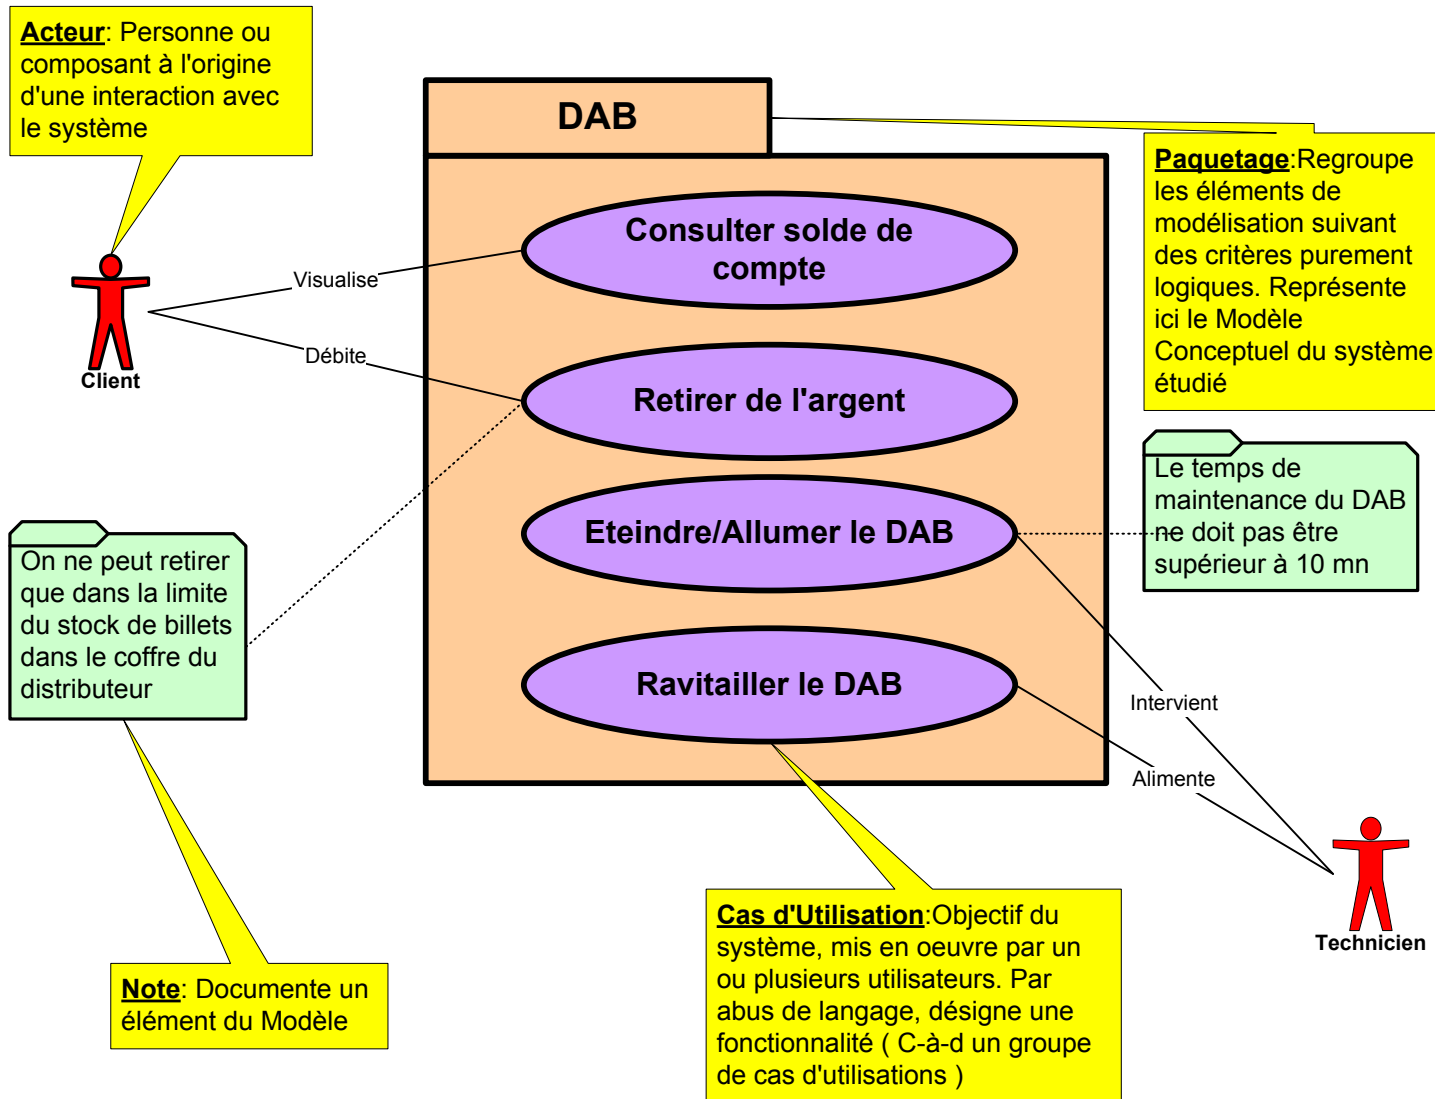 Acteur: Personne ou
composant à l'origine
d'une interaction avec
le système
DAB
Paquetage:Regroupe
les éléments de
modélisation suivant
des critères purement
logiques. Représente
ici le Modèle
Conceptuel du système
étudié
Consulter solde de
compte
Visualise
Débite
Client
Retirer de l'argent
Le temps de
maintenance du DAB
ne doit pas être
supérieur à 10 mn
Eteindre/Allumer le DAB
On ne peut retirer
que dans la limite
du stock de billets
dans le coffre du
distributeur
Ravitailler le DAB
Intervient
Alimente
Technicien
Cas d'Utilisation:Objectif du
système, mis en oeuvre par un
ou plusieurs utilisateurs. Par
abus de langage, désigne une
fonctionnalité ( C-à-d un groupe
de cas d'utilisations )
Note: Documente un
élément du Modèle